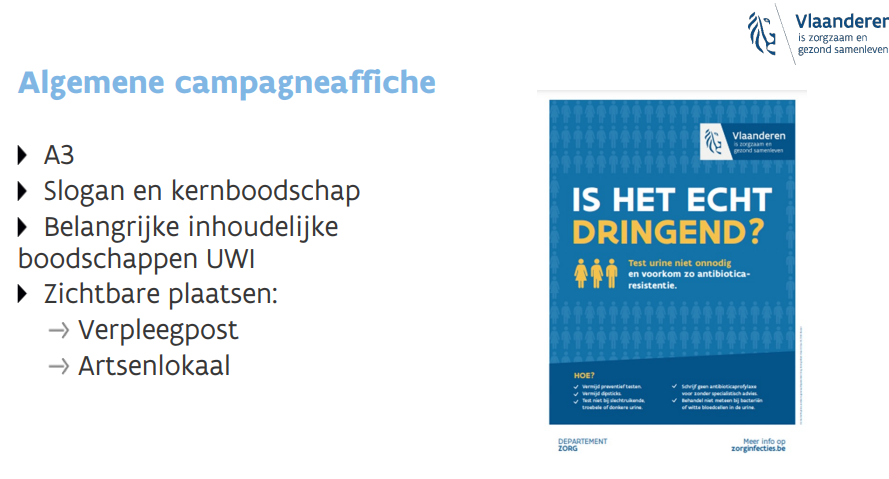 Vlaanderen
is zorgzaam en
gezond samenleven
Algemene campagneaffiche
A3
Slogan en kernboodschap
Belangrijke inhoudelijke
boodschappen UWI
Zichtbare plaatsen:
→ Verpleegpost
→ Artsenlokaal
Vlaanderen
is zorgzaam en
gezond samenleven
IS HET ECHT
DRINGEND?
Test urine niet onnodig
en voorkom zo antibiotica-
resistentie.
HOE?
✓ Vermijd preventief testen.
✓ Vermijd dipsticks.
✓ Test niet bij slechtruikende,
troebele of donkere urine.
✓ Schrijf geen antibioticaprofylaxe
voor zonder specialistisch advies.
✓ Behandel niet meteen bij bacteriën
of witte bloedcellen in de urine.
DEPARTEMENT
ZORG
Meer info op
zorginfecties.be